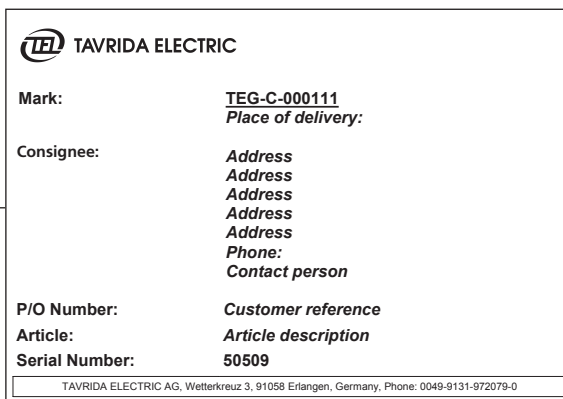 TEL TAVRIDA ELECTRIC
Mark: TEG-C-000111
Place of delivery:
Consignee: Address
Address
Address
Address
Address
Phone:
Contact person
P/O Number: Customer reference
Article: Article description
Serial Number: 50509
TAVRIDA ELECTRIC AG, Wetterkreuz 3, 91058 Erlangen, Germany, Phone: 0049-9131-972079-0